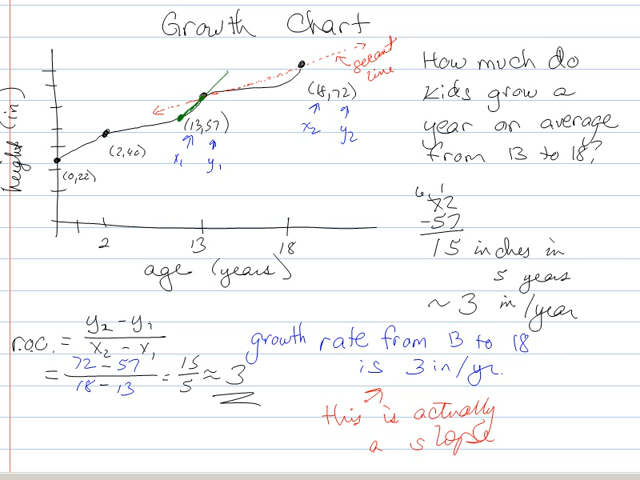 Growth Chart
secant
line
height (in)
(0,22)
(2,40)
(13,57)
x₁ y₁
(18,72)
x₂ y₂
2 13 18
age (years)
How much do
kids grow a
year on average
from 13 to 18?
6 1
72
-57
15 inches in
5 years
~ 3 in/year
r.o.c. = y₂ - y₁
x₂ - x₁
= 72 - 57 = 15 ≈ 3
18 - 13 5
growth rate from 13 to 18
is 3 in/yr.
this is actually
a slope